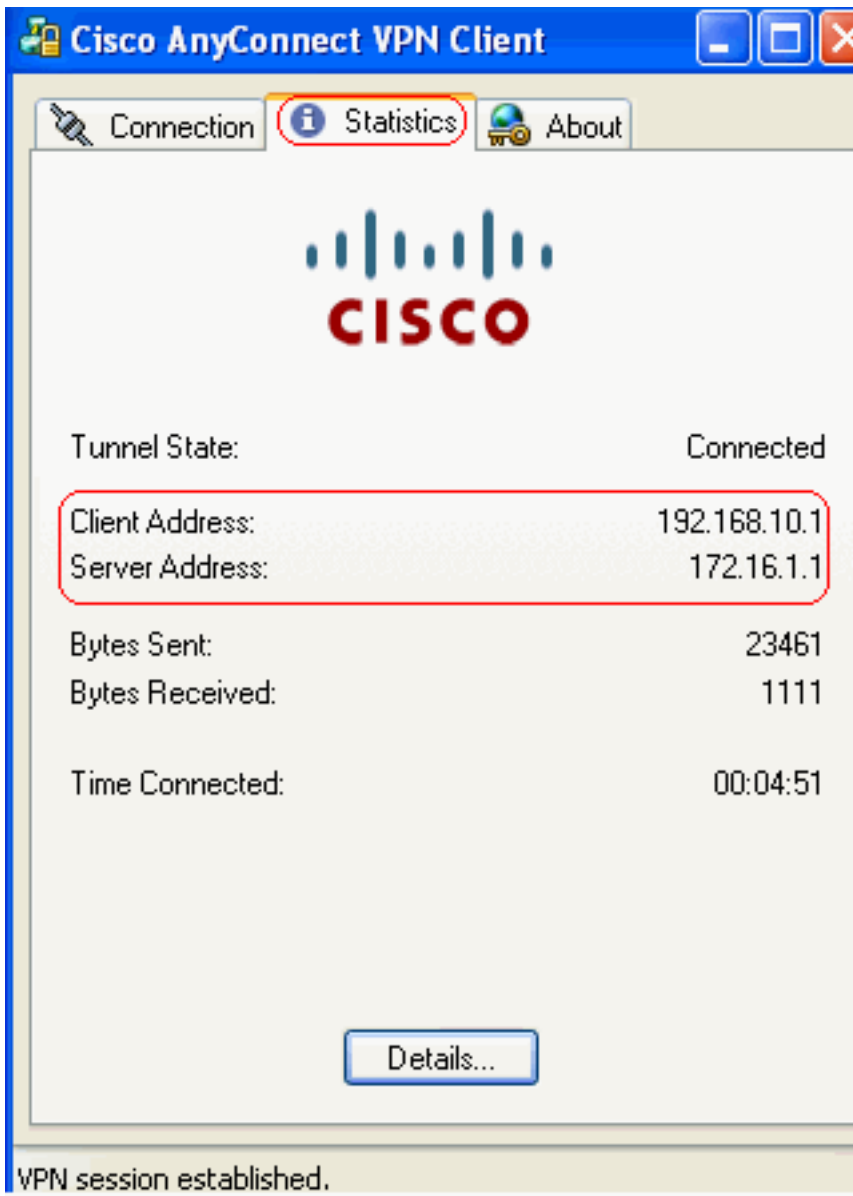 Cisco AnyConnect VPN Client
Connection Statistics About
CISCO
Tunnel State: Connected
Client Address: 192.168.10.1
Server Address: 172.16.1.1
Bytes Sent: 23461
Bytes Received: 1111
Time Connected: 00:04:51
Details...
VPN session established.